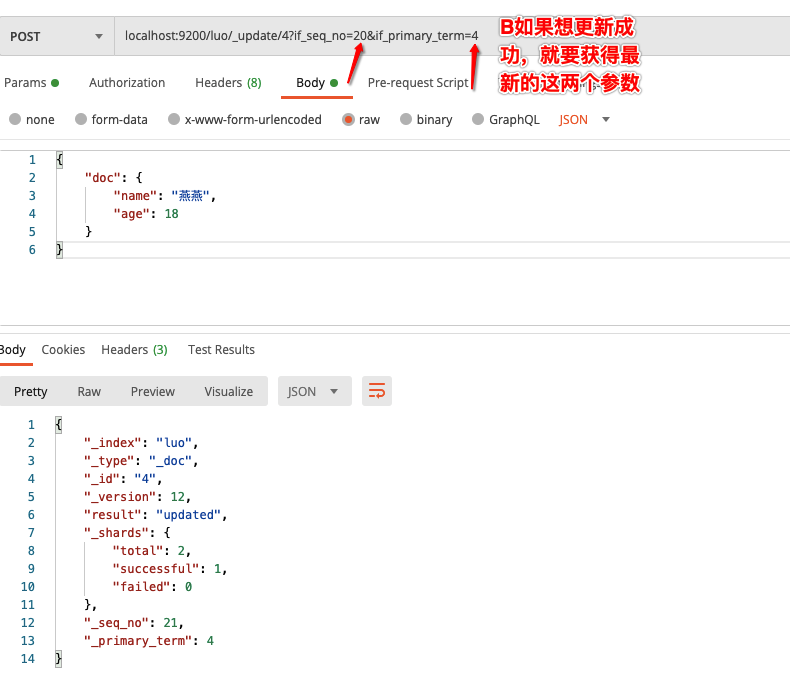 POST localhost:9200/luo/_update/4?if_seq_no=20&if_primary_term=4
B如果想更新成
功，就要获得最
新的这两个参数
Params Authorization Headers (8) Body Pre-request Script
none form-data x-www-form-urlencoded raw binary GraphQL JSON
1 {
2 "doc": {
3 "name": "燕燕",
4 "age": 18
5 }
6 }
Body Cookies Headers (3) Test Results
Pretty Raw Preview Visualize JSON
1 {
2 "_index": "luo",
3 "_type": "_doc",
4 "_id": "4",
5 "_version": 12,
6 "result": "updated",
7 "_shards": {
8 "total": 2,
9 "successful": 1,
10 "failed": 0
11 },
12 "_seq_no": 21,
13 "_primary_term": 4
14 }